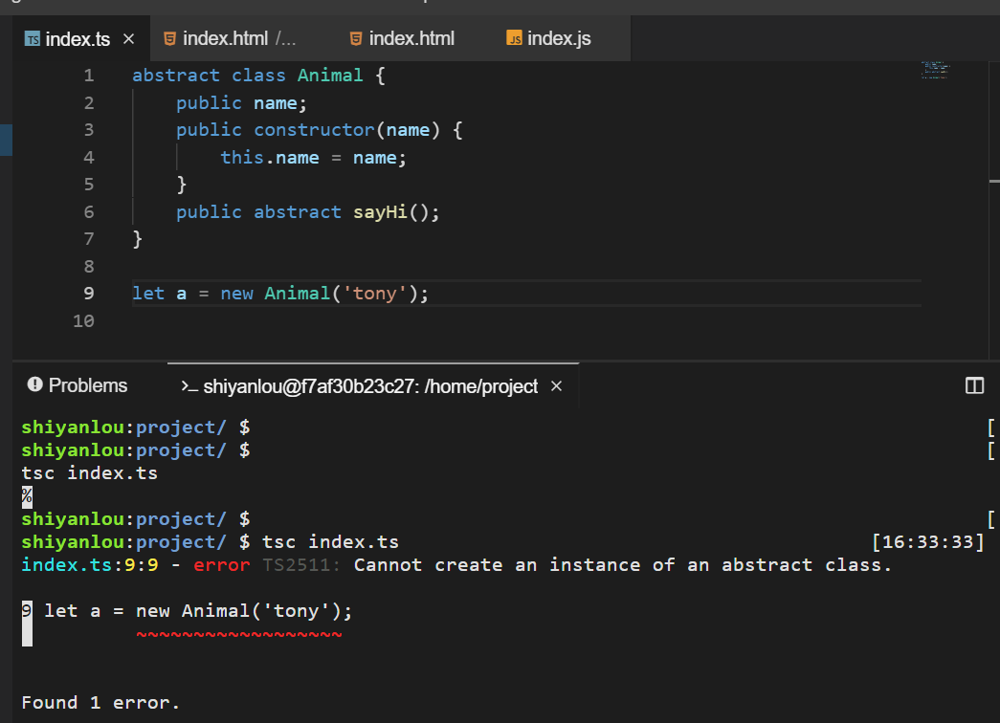 TS index.ts × index.html /... index.html JS index.js
1 abstract class Animal {
2 public name;
3 public constructor(name) {
4 this.name = name;
5 }
6 public abstract sayHi();
7 }
8
9 let a = new Animal('tony');
10
Problems >_ shiyanlou@f7af30b23c27: /home/project ×
shiyanlou:project/ $ [
shiyanlou:project/ $ [
tsc index.ts
%
shiyanlou:project/ $ [
shiyanlou:project/ $ tsc index.ts [16:33:33]
index.ts:9:9 - error TS2511: Cannot create an instance of an abstract class.
9 let a = new Animal('tony');
~~~~~~~~~~~~~~~~~~
Found 1 error.